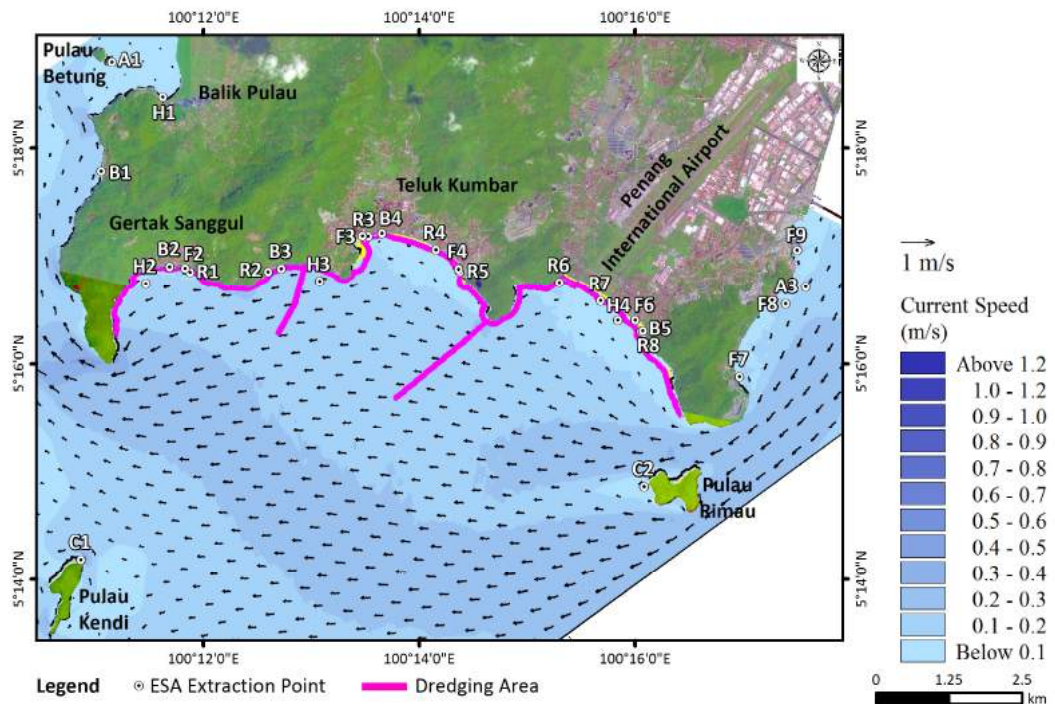 100°12'0"E
100°14'0"E
100°16'0"E
Pulau
Betung
A1
H1
Balik Pulau
5°18'0"N
5°18'0"N
B1
Teluk Kumbar
Penang
International Airport
Gertak Sanggul
B2
F2
H2
R1
R2
B3
H3
F3
R3
B4
R4
F4
R5
R6
R7
H4
F6
B5
R8
F9
A3
F8
F7
5°16'0"N
5°16'0"N
C2
Pulau
Rimau
C1
Pulau
Kendi
5°14'0"N
5°14'0"N
100°12'0"E
100°14'0"E
100°16'0"E
1 m/s
Current Speed
(m/s)
Above 1.2
1.0 - 1.2
0.9 - 1.0
0.8 - 0.9
0.7 - 0.8
0.6 - 0.7
0.5 - 0.6
0.4 - 0.5
0.3 - 0.4
0.2 - 0.3
0.1 - 0.2
Below 0.1
0 1.25 2.5
km
Legend
ESA Extraction Point
Dredging Area